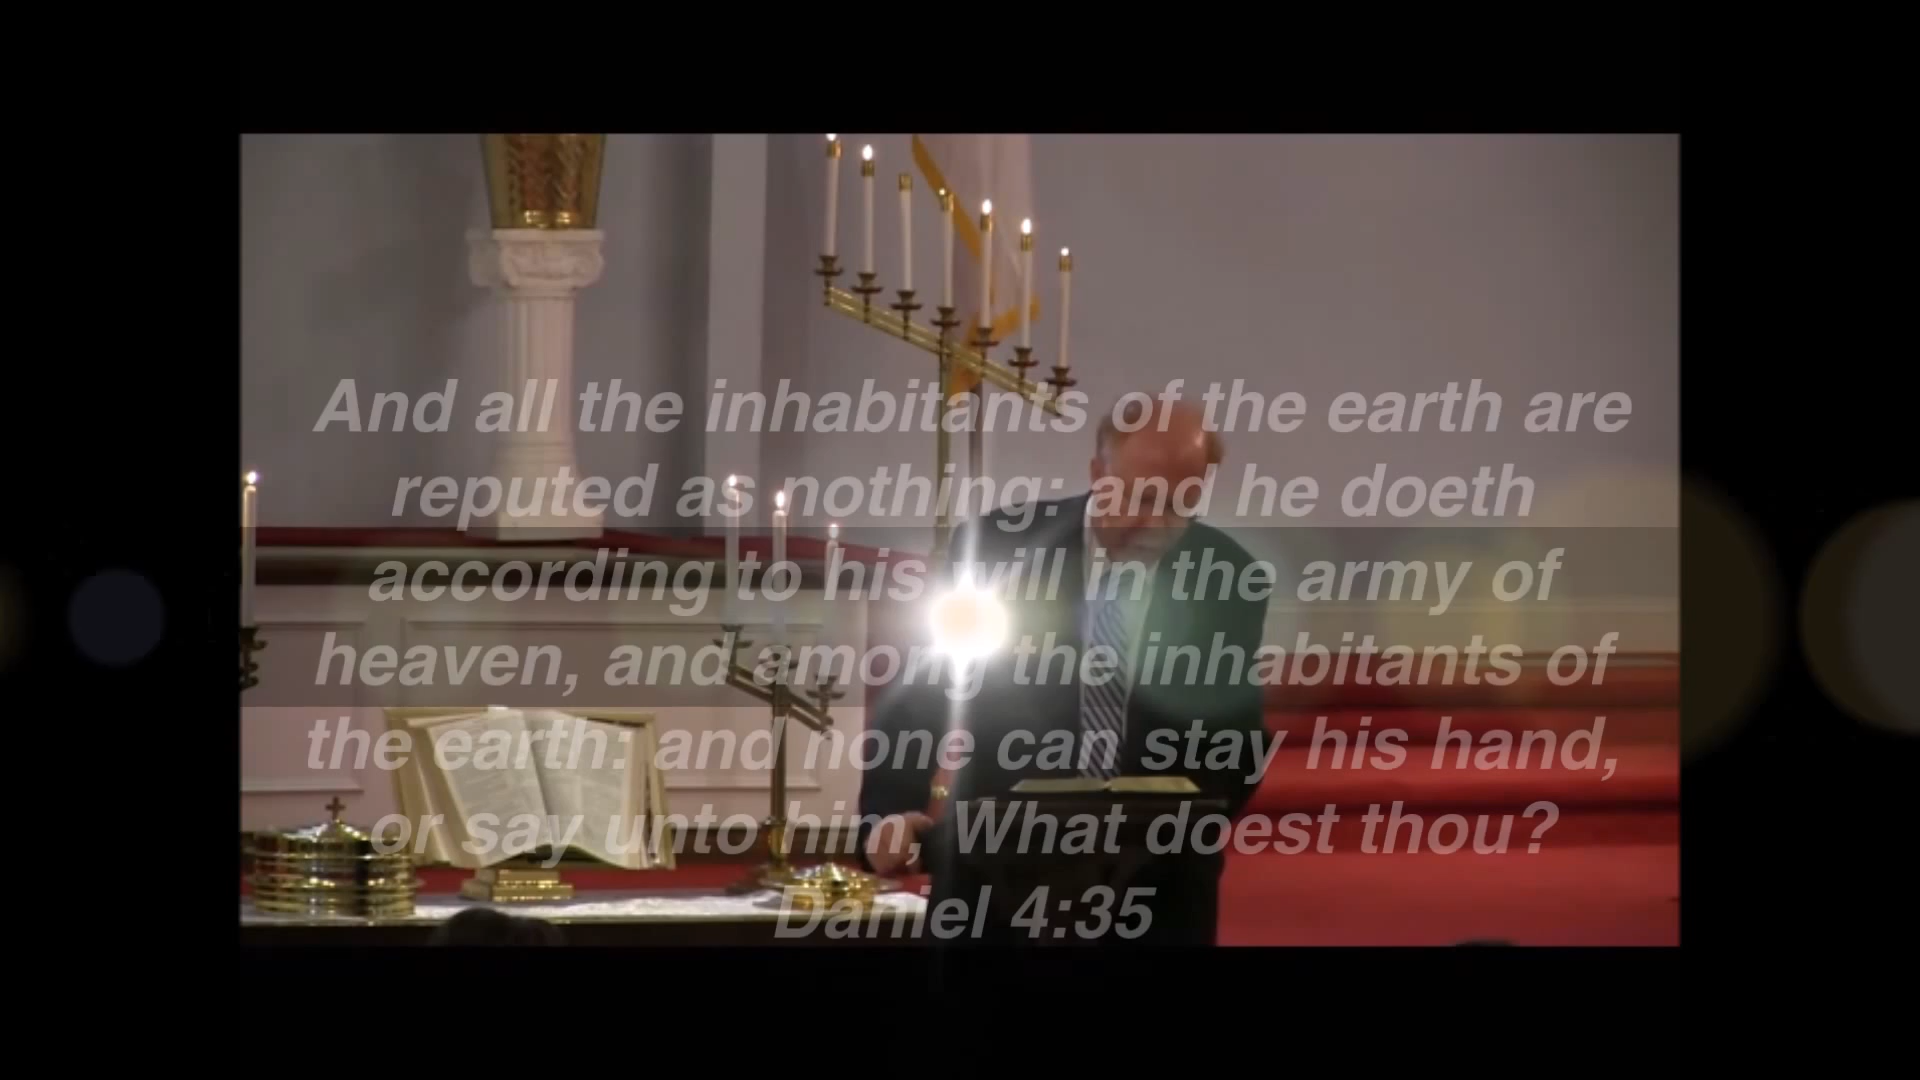 And all the inhabitants of the earth are
reputed as nothing: and he doeth
according to his will in the army of
heaven, and among the inhabitants of
the earth: and none can stay his hand,
or say unto him, What doest thou?
Daniel 4:35